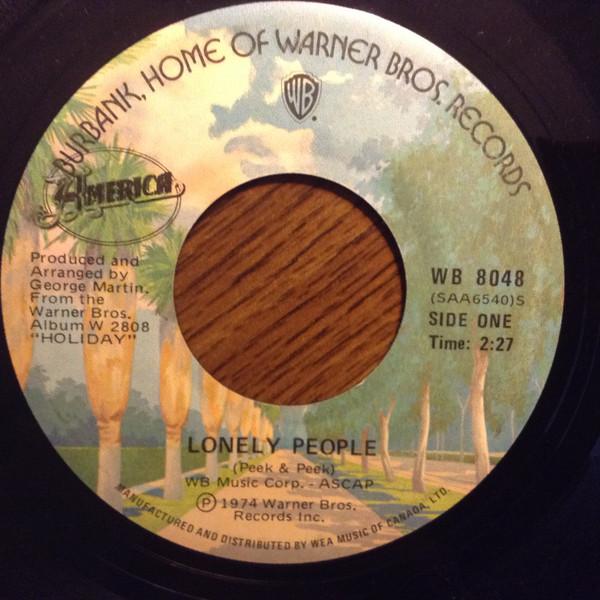 BURBANK, HOME OF WARNER BROS. RECORDS
WB
AMERICA
Produced and
Arranged by
George Martin.
From the
Warner Bros.
Album W 2808
"HOLIDAY"
WB 8048
(SAA6540)S
SIDE ONE
Time: 2:27
LONELY PEOPLE
(Peek & Peek)
WB Music Corp. - ASCAP
Ⓟ 1974 Warner Bros.
Records Inc.
MANUFACTURED AND DISTRIBUTED BY WEA MUSIC OF CANADA, LTD.